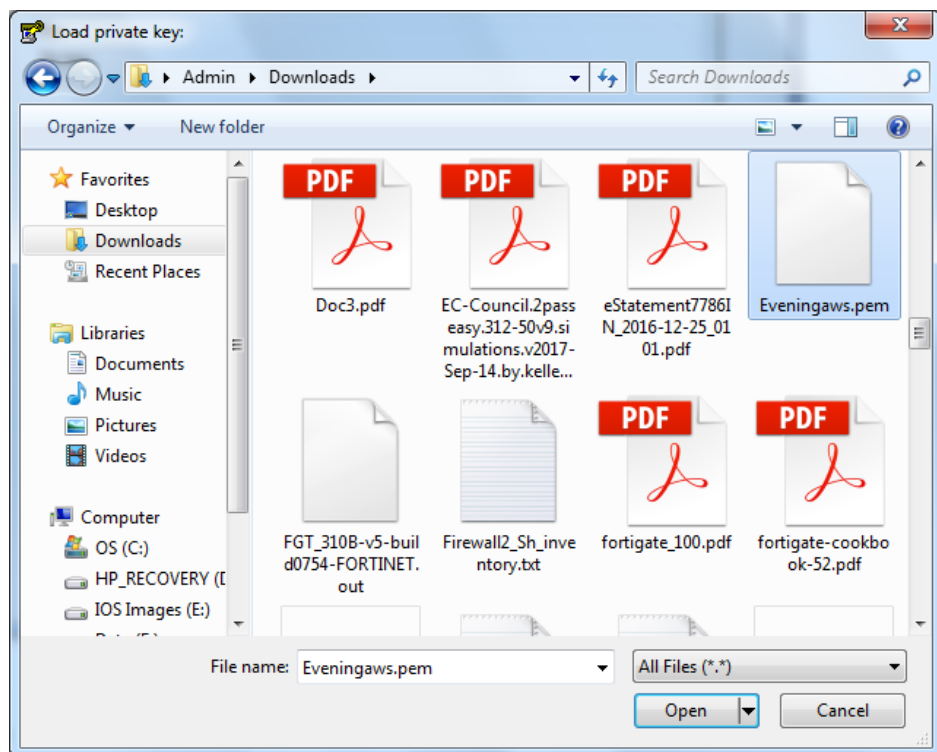 Load private key:
Admin Downloads
Search Downloads
Organize
New folder
Favorites
Desktop
Downloads
Recent Places
Libraries
Documents
Music
Pictures
Videos
Computer
OS (C:)
HP_RECOVERY (D
IOS Images (E:)
PDF
Doc3.pdf
PDF
EC-Council.2pass
easy.312-50v9.si
mulations.v2017-
Sep-14.by.kelle...
PDF
eStatement7786I
N_2016-12-25_01
01.pdf
Eveningaws.pem
FGT_310B-v5-buil
d0754-FORTINET.
out
Firewall2_Sh_inve
ntory.txt
PDF
fortigate_100.pdf
PDF
fortigate-cookbo
ok-52.pdf
File name: Eveningaws.pem
All Files (*.*)
Open
Cancel